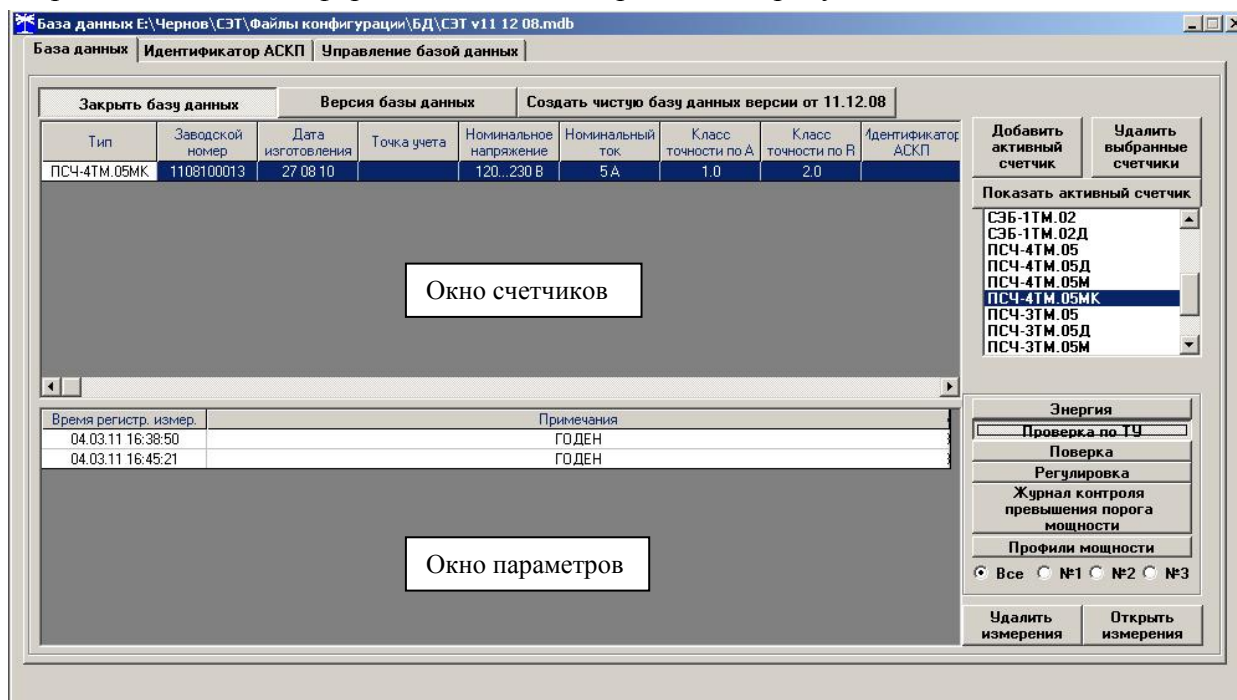 База данных E:\Чернов\СЭТ\Файлы конфигурации\БД\СЭТ v11 12 08.mdb
База данных Идентификатор АСКП Управление базой данных
Закрыть базу данных Версия базы данных Создать чистую базу данных версии от 11.12.08
Тип Заводской номер Дата изготовления Точка учета Номинальное напряжение Номинальный ток Класс точности по А Класс точности по R Идентификатор АСКП
ПСЧ-4ТМ.05МК 1108100013 27 08 10 120...230 В 5 А 1.0 2.0
Добавить активный счетчик
Удалить выбранные счетчики
Показать активный счетчик
СЭБ-1ТМ.02
СЭБ-1ТМ.02Д
ПСЧ-4ТМ.05
ПСЧ-4ТМ.05Д
ПСЧ-4ТМ.05М
ПСЧ-4ТМ.05МК
ПСЧ-3ТМ.05
ПСЧ-3ТМ.05Д
ПСЧ-3ТМ.05М
Окно счетчиков
Время регистр. измер. Примечания
04.03.11 16:38:50 ГОДЕН
04.03.11 16:45:21 ГОДЕН
Окно параметров
Энергия
Проверка по ТУ
Поверка
Регулировка
Журнал контроля
превышения порога
мощности
Профили мощности
Все №1 №2 №3
Удалить измерения
Открыть измерения